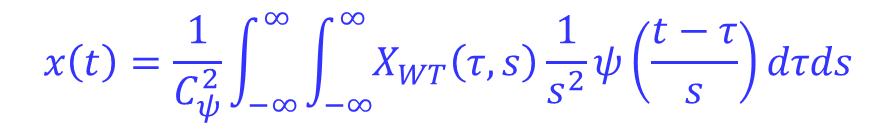 x(t) = \frac{1}{C_\psi^2} \int_{-\infty}^{\infty} \int_{-\infty}^{\infty} X_{WT}(\tau, s) \frac{1}{s^2} \psi \left( \frac{t - \tau}{s} \right) d\tau ds